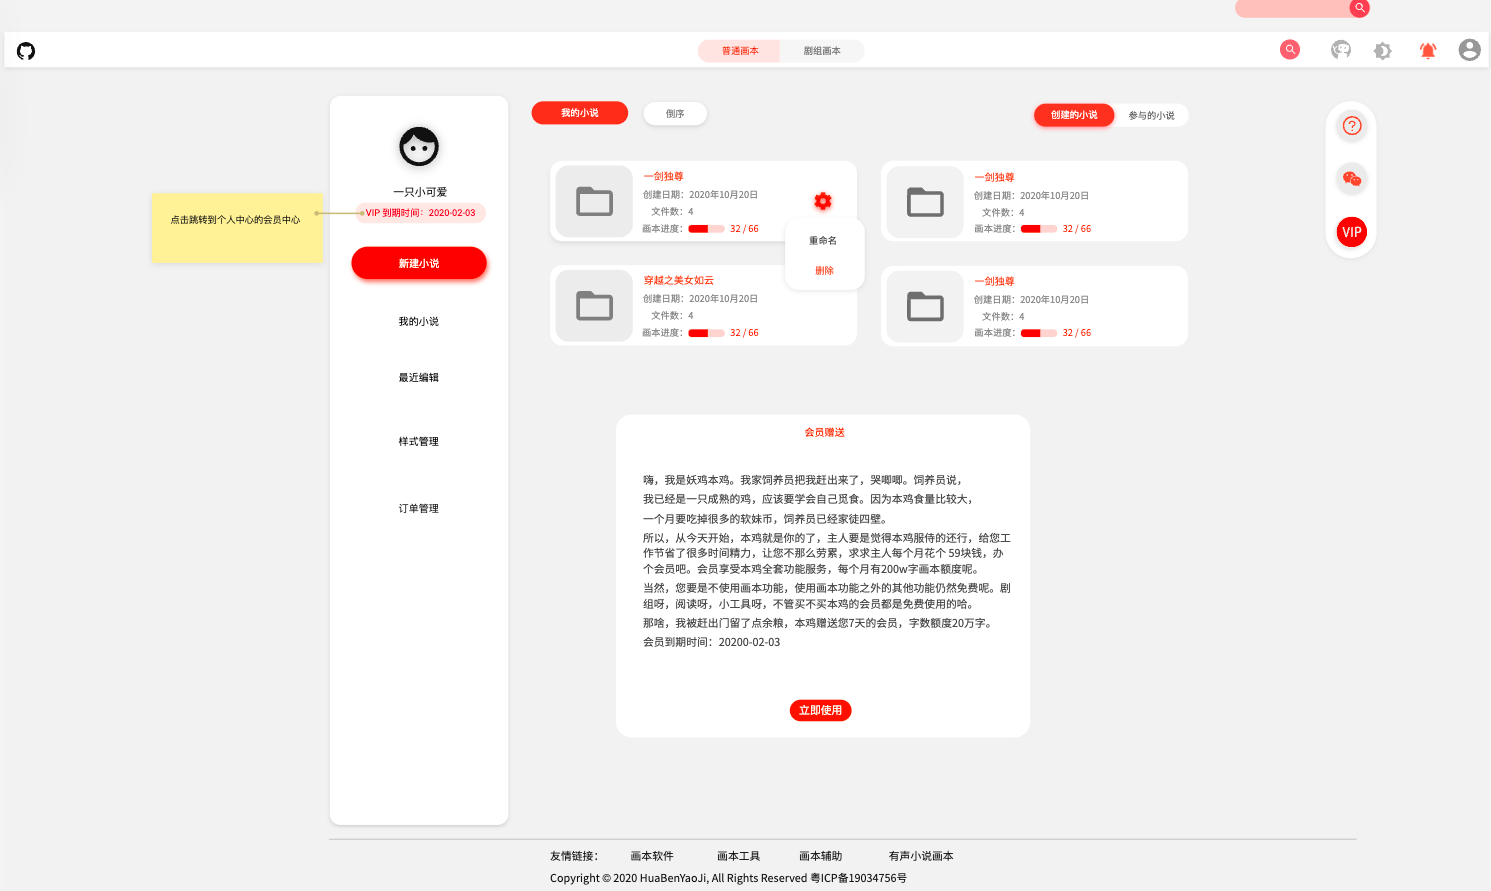 普通画本
剧组画本
一只小可爱
VIP 到期时间：2020-02-03
点击跳转到个人中心的会员中心
新建小说
我的小说
最近编辑
样式管理
订单管理
我的小说
倒序
创建的小说
参与的小说
一剑独尊
创建日期：2020年10月20日
文件数：4
画本进度：
32 / 66
重命名
删除
一剑独尊
创建日期：2020年10月20日
文件数：4
画本进度：
32 / 66
穿越之美女如云
创建日期：2020年10月20日
文件数：4
画本进度：
32 / 66
一剑独尊
创建日期：2020年10月20日
文件数：4
画本进度：
32 / 66
VIP
会员赠送
嗨，我是妖鸡本鸡。我家饲养员把我赶出来了，哭唧唧。饲养员说，
我已经是一只成熟的鸡，应该要学会自己觅食。因为本鸡食量比较大，
一个月要吃掉很多的软妹币，饲养员已经家徒四壁。
所以，从今天开始，本鸡就是你的了，主人要是觉得本鸡服侍的还行，给您工
作节省了很多时间精力，让您不那么劳累，求求主人每个月花个 59块钱，办
个会员吧。会员享受本鸡全套功能服务，每个月有200w字画本额度呢。
当然，您要是不使用画本功能，使用画本功能之外的其他功能仍然免费呢。剧
组呀，阅读呀，小工具呀，不管买不买本鸡的会员都是免费使用的哈。
那啥，我被赶出门留了点余粮，本鸡赠送您7天的会员，字数额度20万字。
会员到期时间：20200-02-03
立即使用
友情链接：
画本软件
画本工具
画本辅助
有声小说画本
Copyright © 2020 HuaBenYaoJi, All Rights Reserved 粤ICP备19034756号